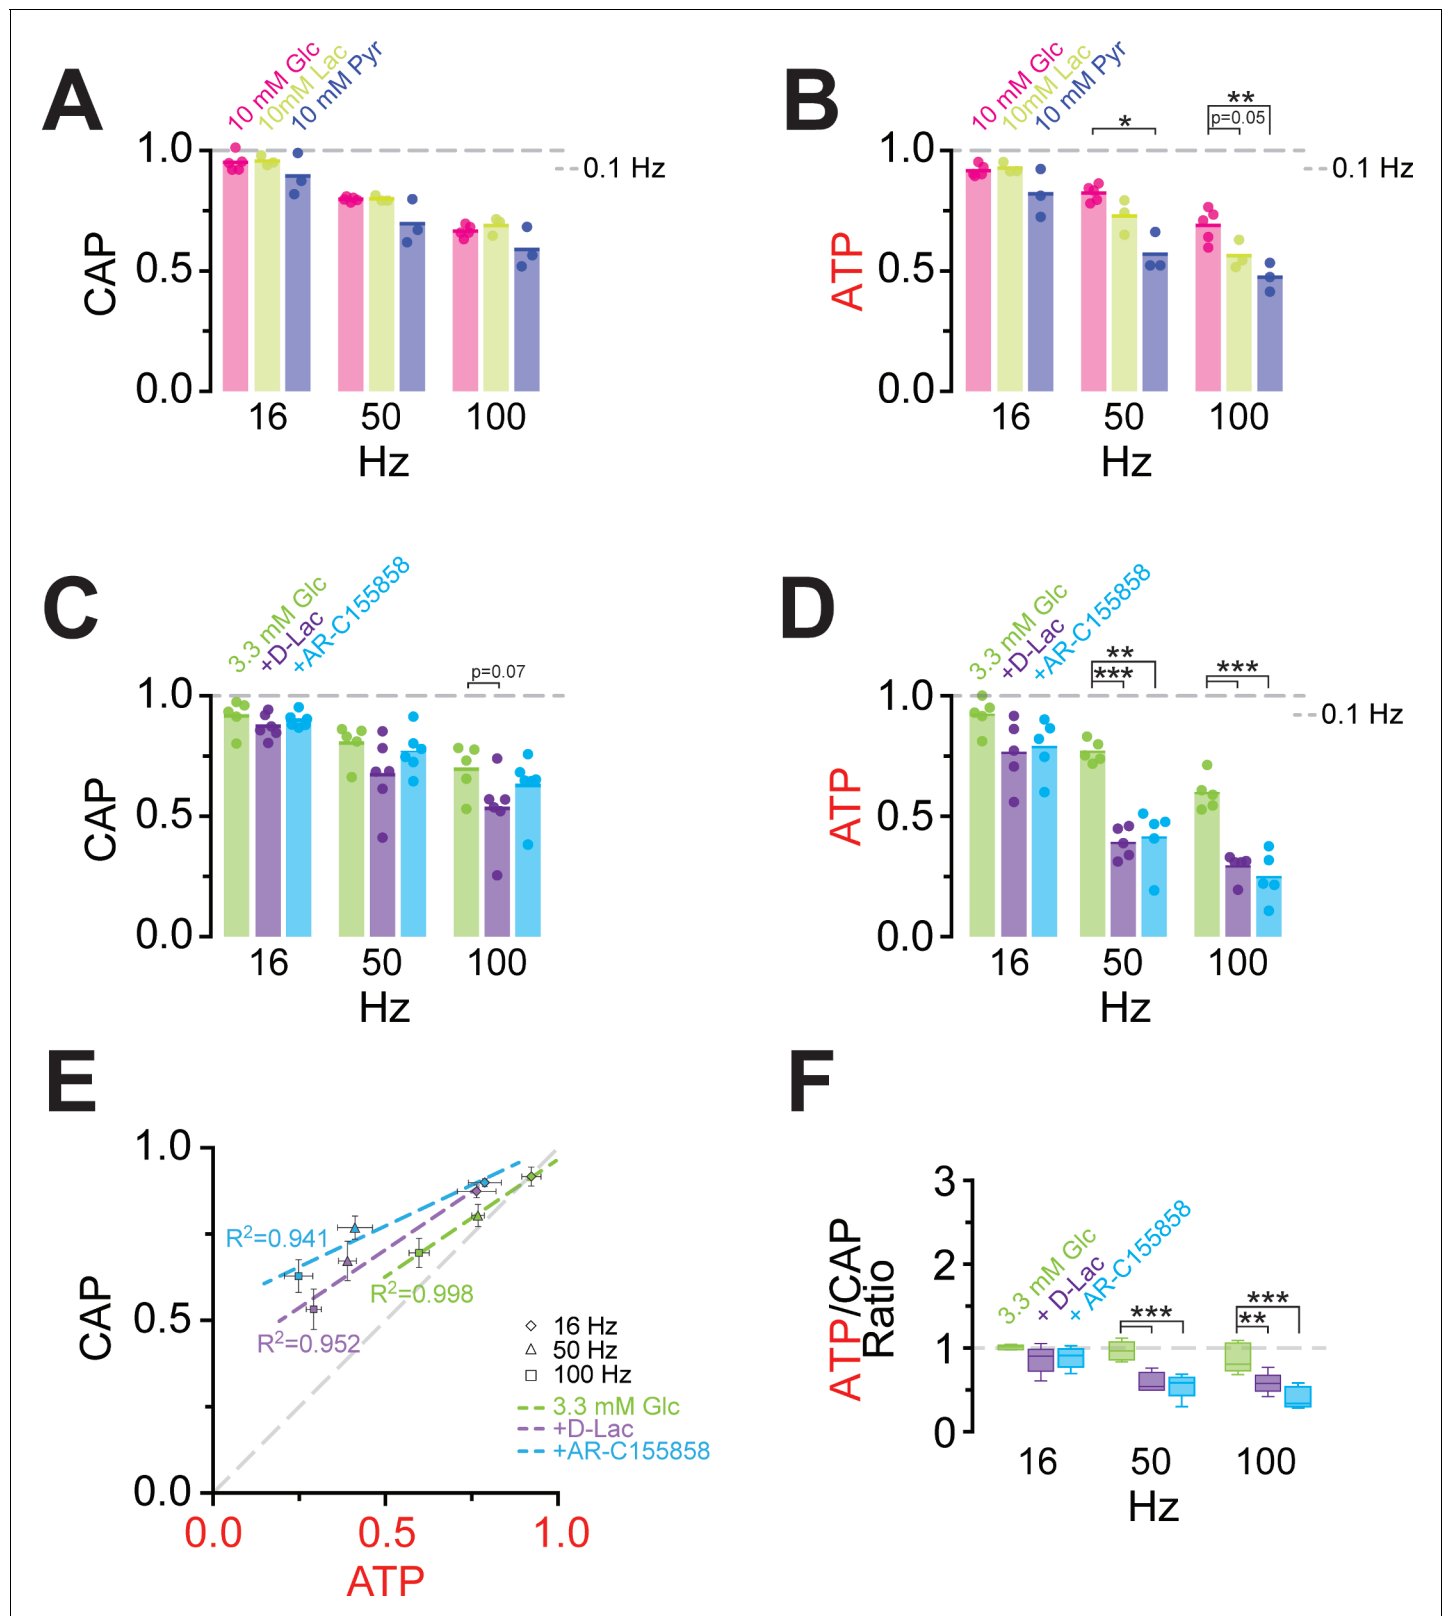 A
10 mM Glc
10mM Lac
10 mM Pyr
1.0
0.5
0.0
CAP
0.1 Hz
16
50
100
Hz
B
10 mM Glc
10mM Lac
10 mM Pyr
*
**
p=0.05
1.0
0.5
0.0
ATP
0.1 Hz
16
50
100
Hz
C
3.3 mM Glc
+D-Lac
+AR-C155858
p=0.07
1.0
0.5
0.0
CAP
16
50
100
Hz
D
3.3 mM Glc
+D-Lac
+AR-C155858
**
***
***
1.0
0.5
0.0
ATP
0.1 Hz
16
50
100
Hz
E
1.0
0.5
0.0
CAP
R²=0.941
R²=0.998
R²=0.952
16 Hz
50 Hz
100 Hz
3.3 mM Glc
+D-Lac
+AR-C155858
0.0
0.5
1.0
ATP
F
3.3 mM Glc
+ D-Lac
+ AR-C155858
3
2
1
0
ATP/CAP
Ratio
***
***
**
16
50
100
Hz